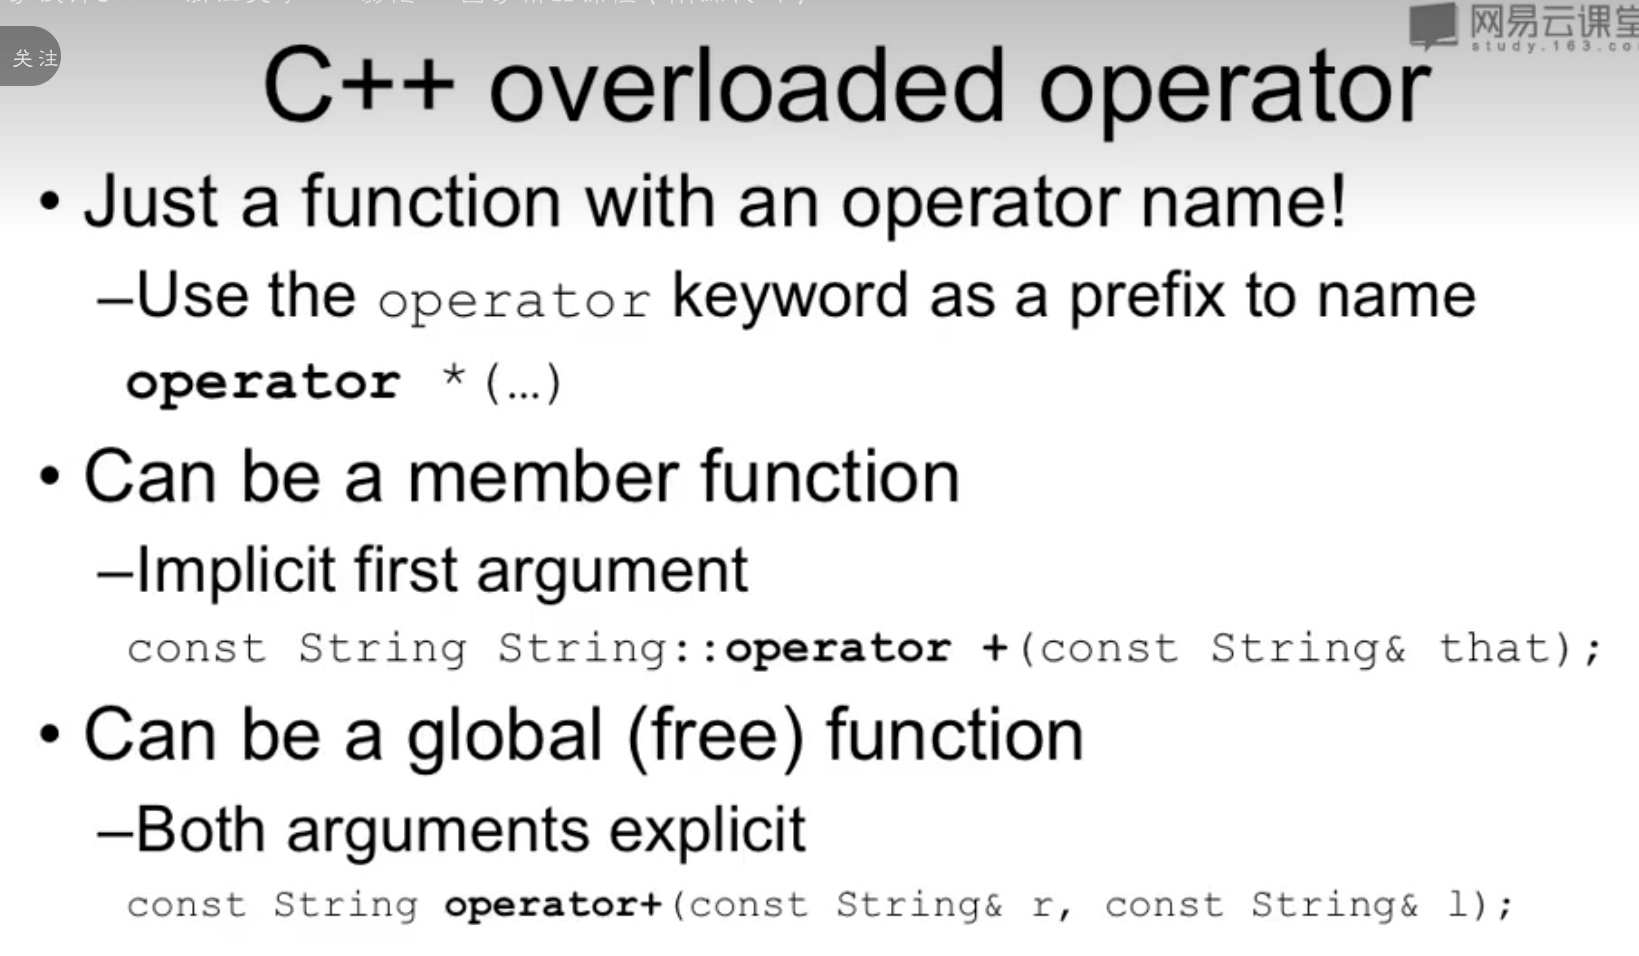 关注
网易云课堂
study.163.co
C++ overloaded operator
• Just a function with an operator name!
–Use the operator keyword as a prefix to name
operator *(…)
• Can be a member function
–Implicit first argument
const String String::operator +(const String& that);
• Can be a global (free) function
–Both arguments explicit
const String operator+(const String& r, const String& l);